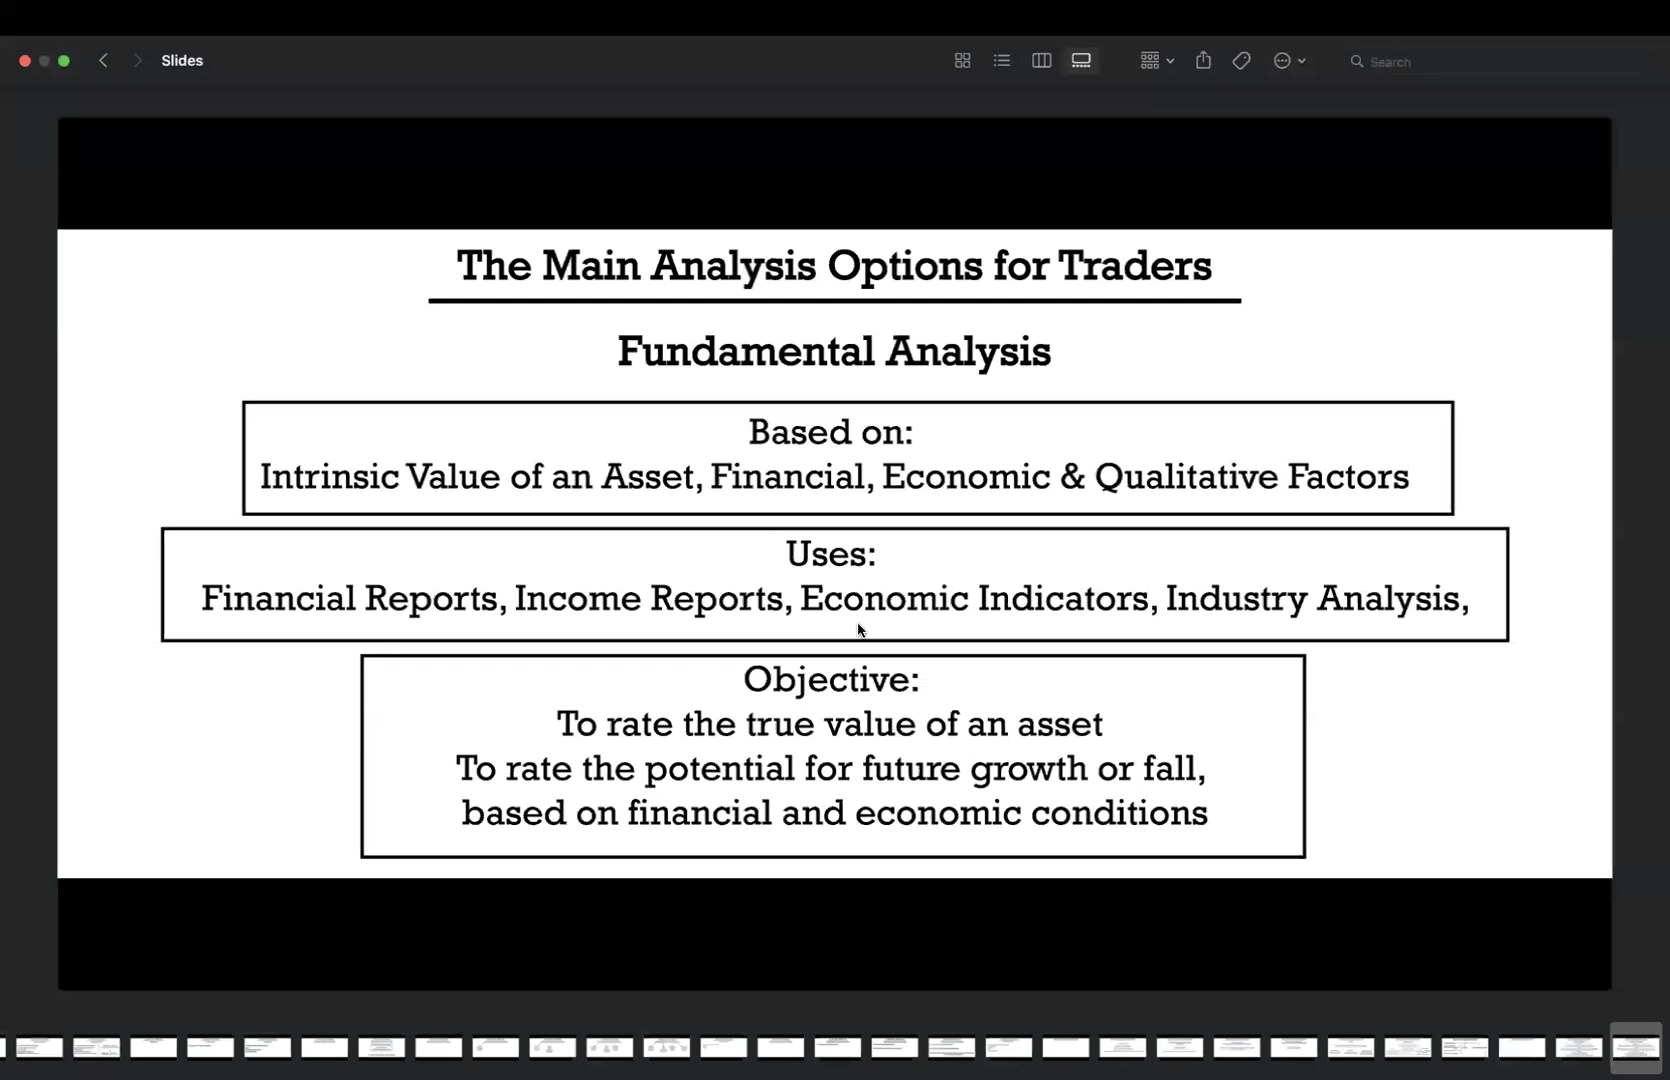 Slides
Search
The Main Analysis Options for Traders
Fundamental Analysis
Based on:
Intrinsic Value of an Asset, Financial, Economic & Qualitative Factors
Uses:
Financial Reports, Income Reports, Economic Indicators, Industry Analysis,
Objective:
To rate the true value of an asset
To rate the potential for future growth or fall,
based on financial and economic conditions